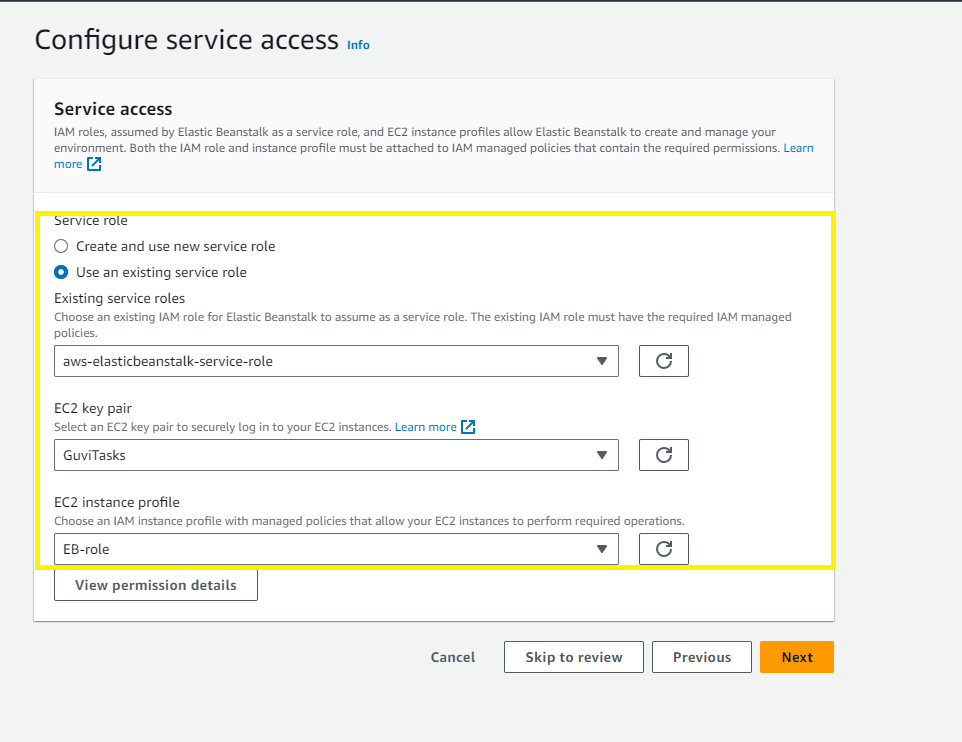 Configure service access Info
Service access
IAM roles, assumed by Elastic Beanstalk as a service role, and EC2 instance profiles allow Elastic Beanstalk to create and manage your
environment. Both the IAM role and instance profile must be attached to IAM managed policies that contain the required permissions. Learn
more
Service role
Create and use new service role
Use an existing service role
Existing service roles
Choose an existing IAM role for Elastic Beanstalk to assume as a service role. The existing IAM role must have the required IAM managed
policies.
aws-elasticbeanstalk-service-role
EC2 key pair
Select an EC2 key pair to securely log in to your EC2 instances. Learn more
GuviTasks
EC2 instance profile
Choose an IAM instance profile with managed policies that allow your EC2 instances to perform required operations.
EB-role
View permission details
Cancel Skip to review Previous Next